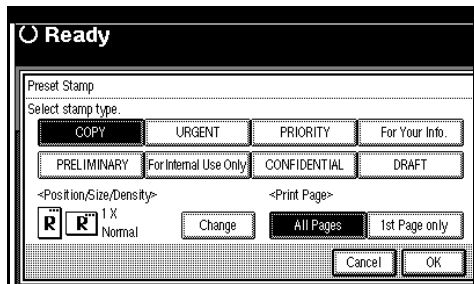 Ready
Preset Stamp
Select stamp type.
COPY URGENT PRIORITY For Your Info.
PRELIMINARY For Internal Use Only CONFIDENTIAL DRAFT
<Position/Size/Density> <Print Page>
R R 1 X
Normal Change All Pages 1st Page only
Cancel OK